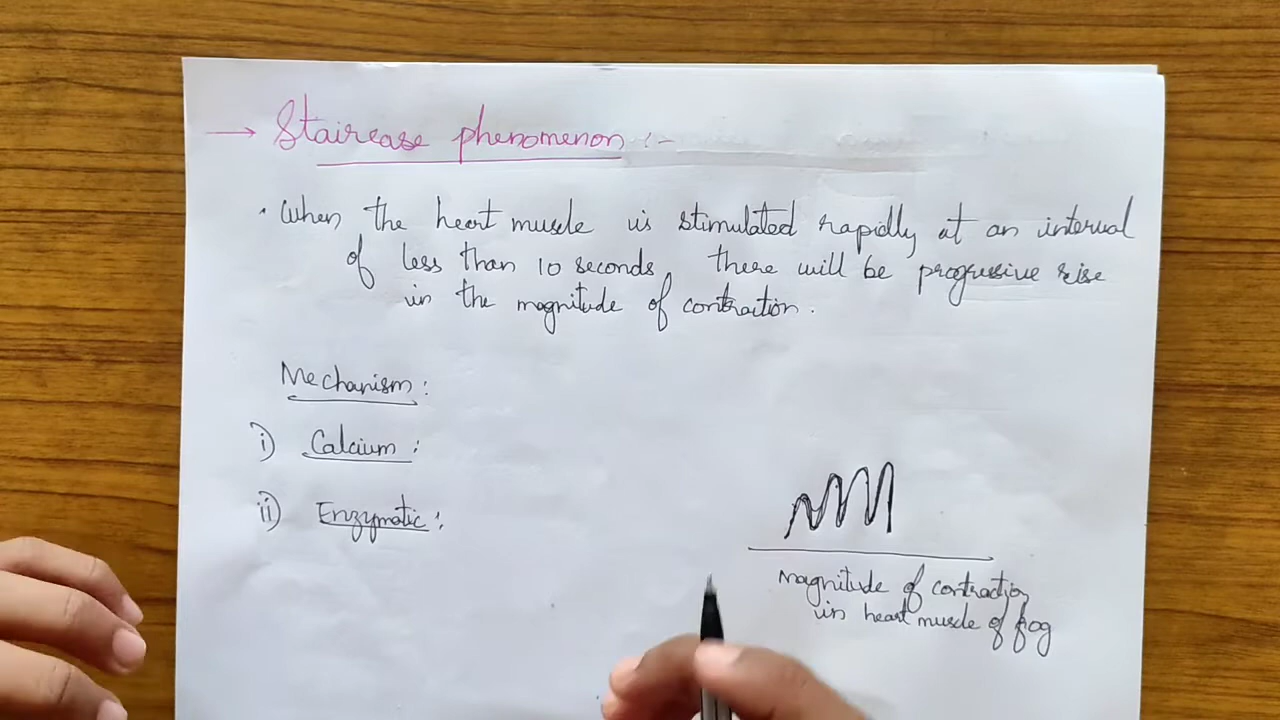 → Staircase phenomenon :-
• When the heart muscle is stimulated rapidly at an interval
of less than 10 seconds, there will be progressive rise
in the magnitude of contraction.
Mechanism:
i) Calcium :
ii) Enzymatic :
Magnitude of contraction
in heart muscle of frog